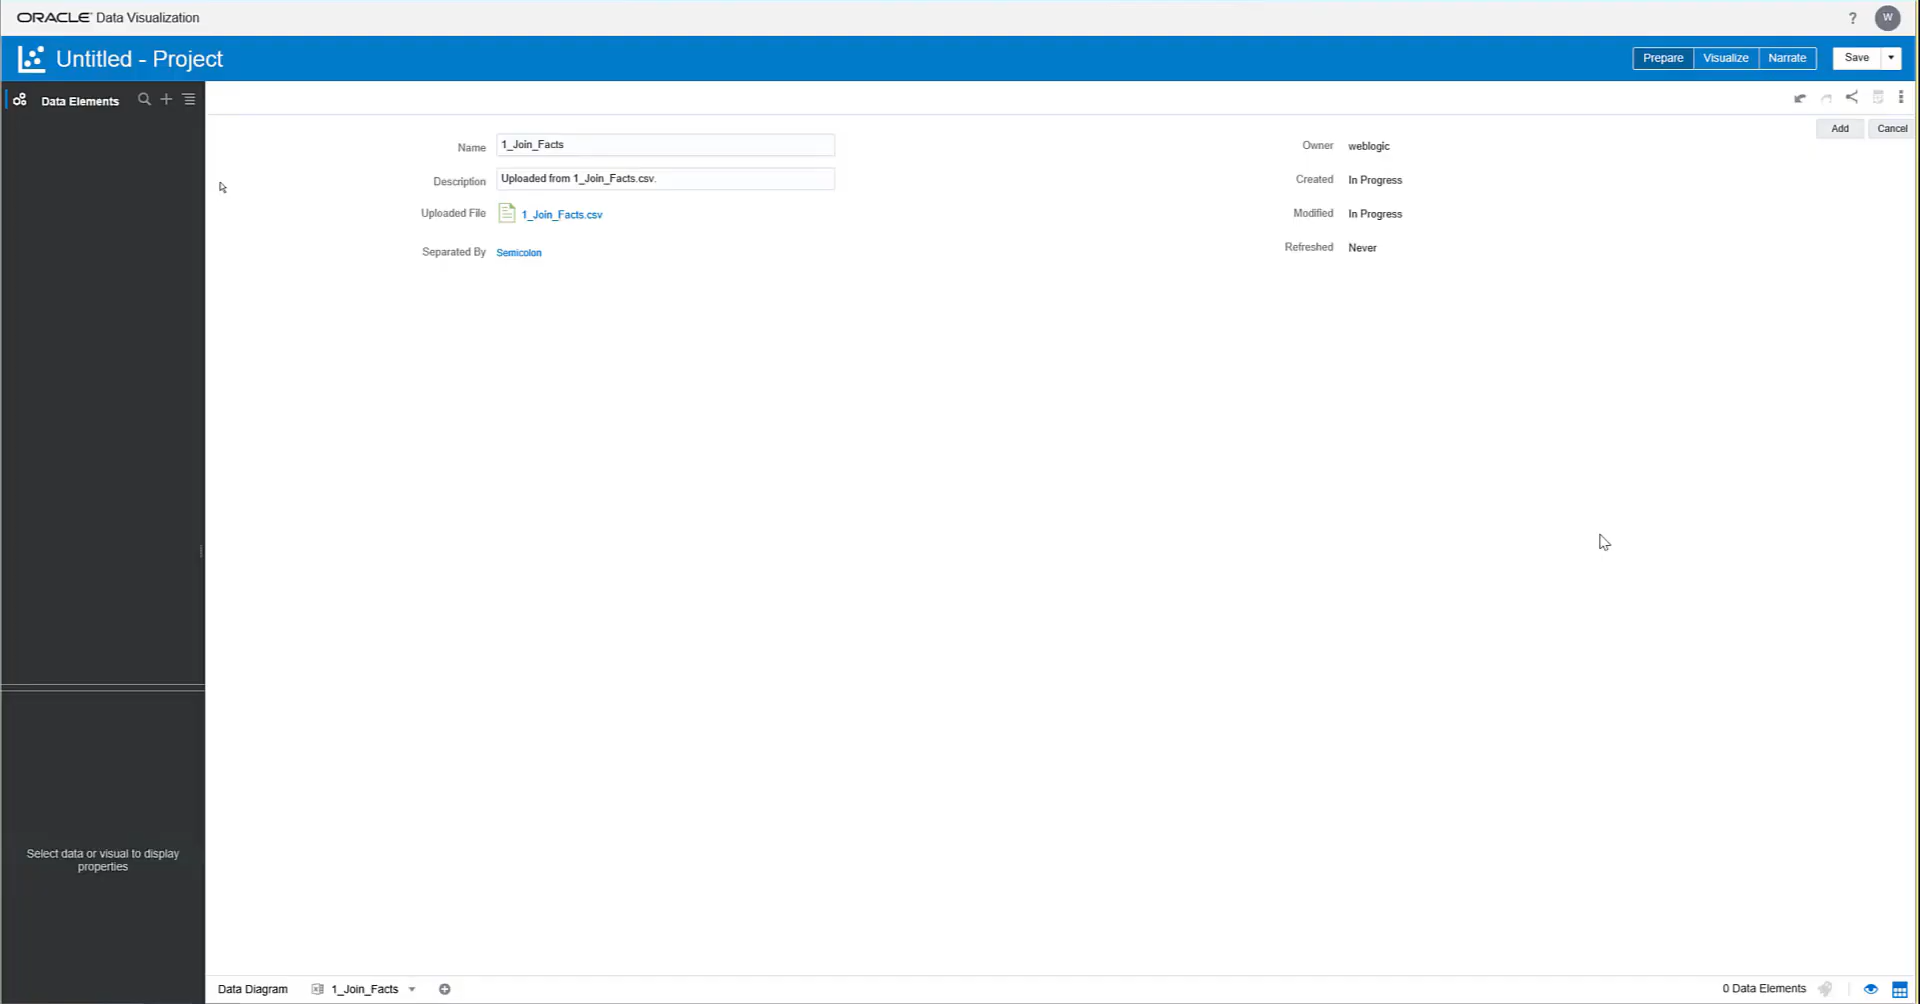 ORACLE Data Visualization
? W
Untitled - Project
Prepare Visualize Narrate Save
Data Elements
Add Cancel
Name 1_Join_Facts
Owner weblogic
Description Uploaded from 1_Join_Facts.csv.
Created In Progress
Uploaded File 1_Join_Facts.csv
Modified In Progress
Separated By Semicolon
Refreshed Never
Select data or visual to display
properties
Data Diagram 1_Join_Facts
0 Data Elements